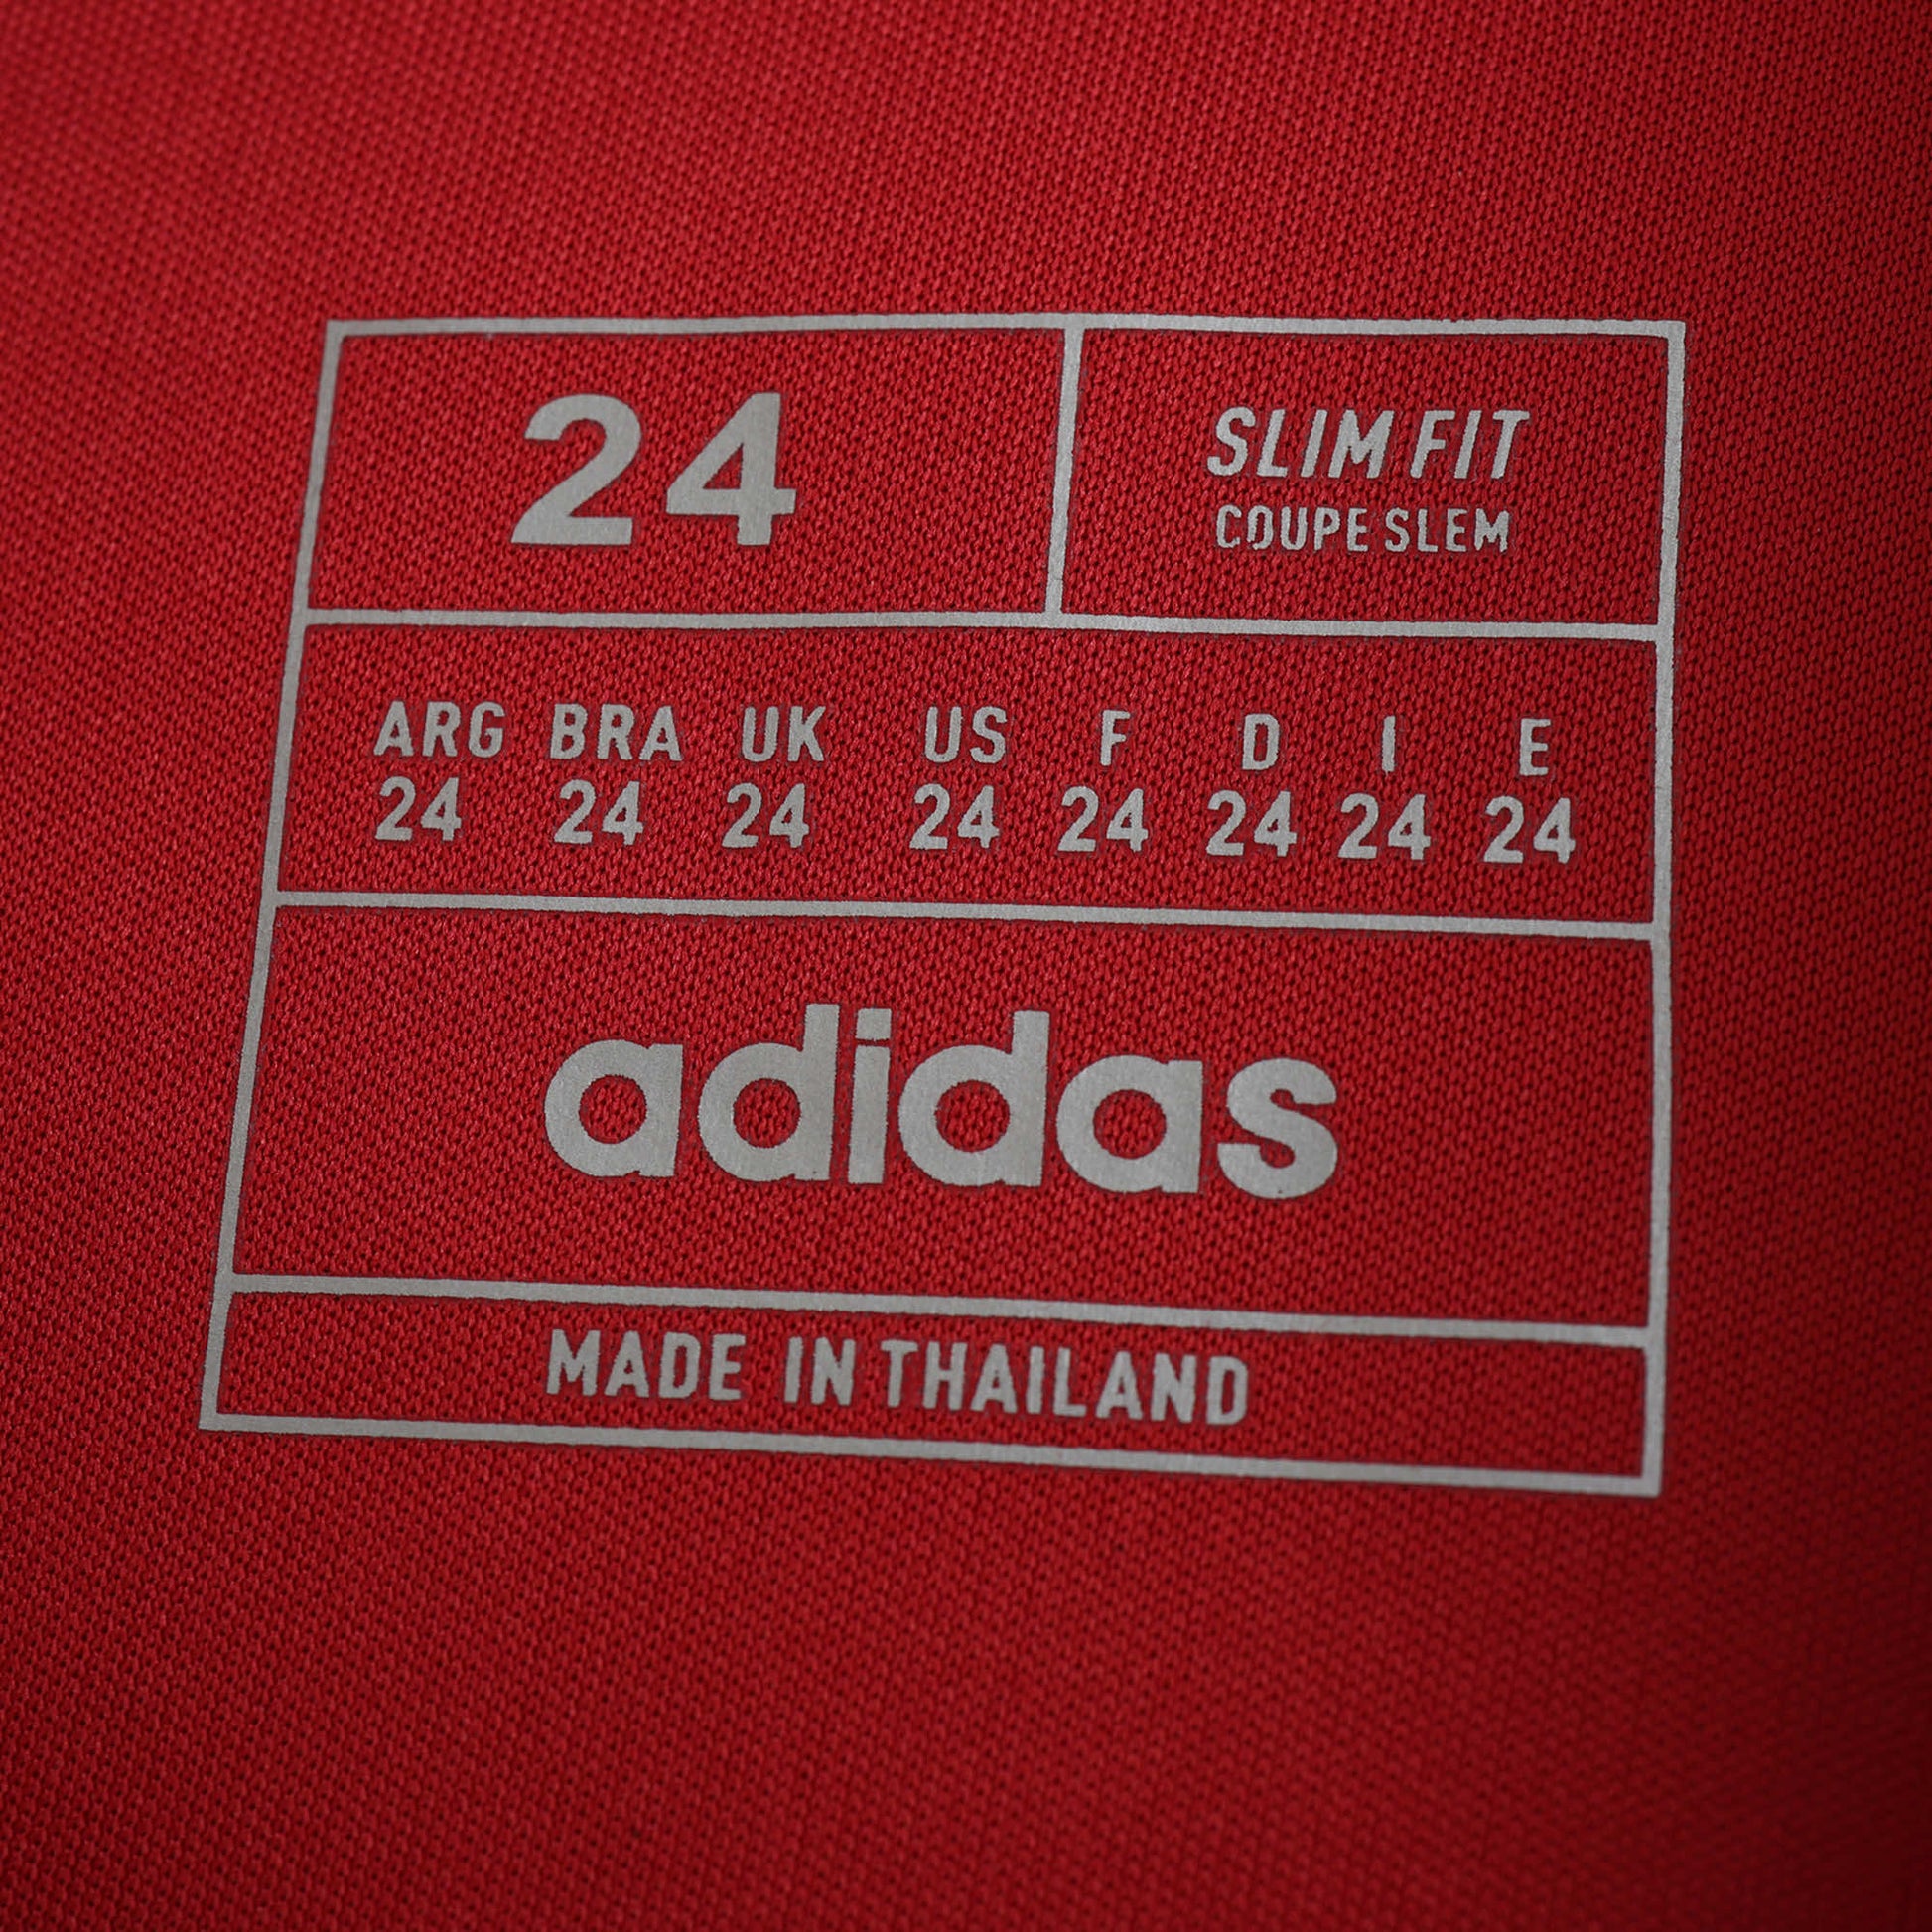 24
SLIM FIT
COUPE SLEM
ARG BRA UK US F D I E
24 24 24 24 24 24 24 24
adidas
MADE IN THAILAND